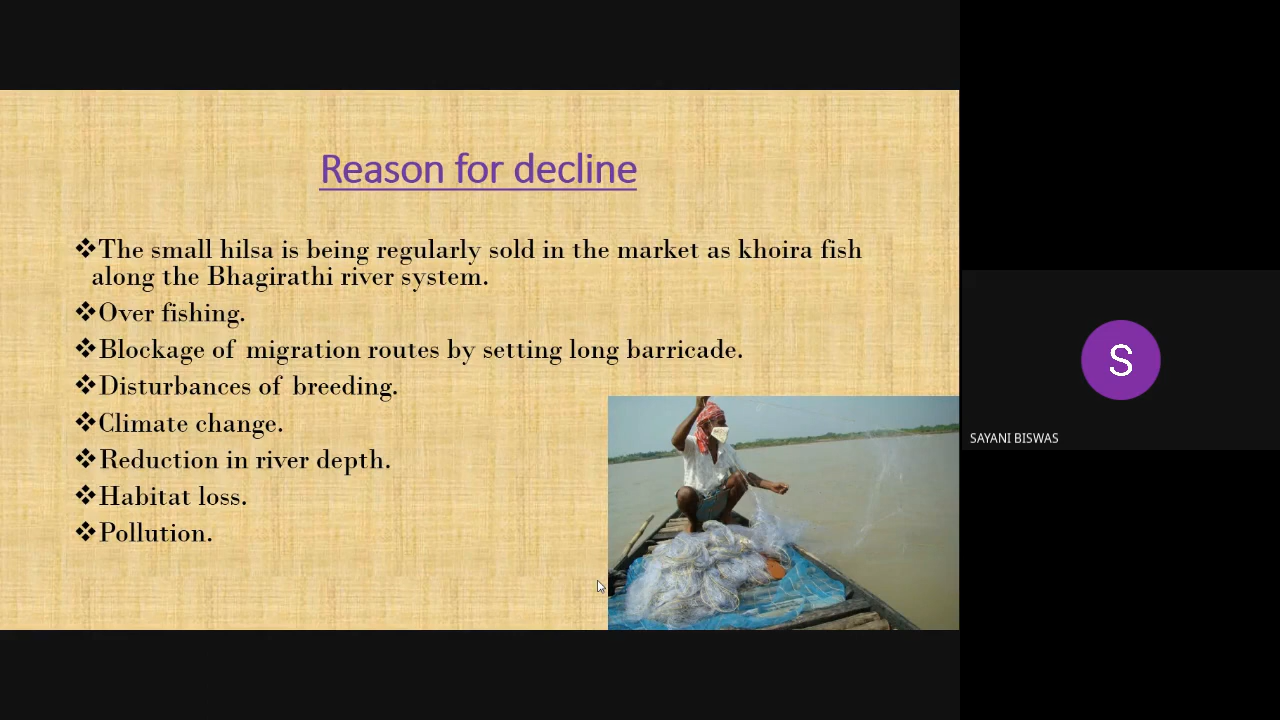 Reason for decline
❖The small hilsa is being regularly sold in the market as khoira fish
along the Bhagirathi river system.
❖Over fishing.
❖Blockage of migration routes by setting long barricade.
❖Disturbances of breeding.
❖Climate change.
❖Reduction in river depth.
❖Habitat loss.
❖Pollution.
S
SAYANI BISWAS